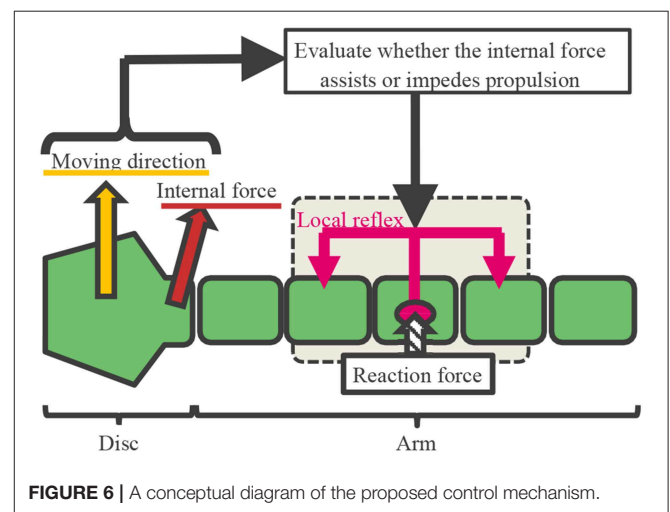 Evaluate whether the internal force
assists or impedes propulsion
Moving direction
Internal force
Local reflex
Reaction force
Disc
Arm
FIGURE 6 | A conceptual diagram of the proposed control mechanism.